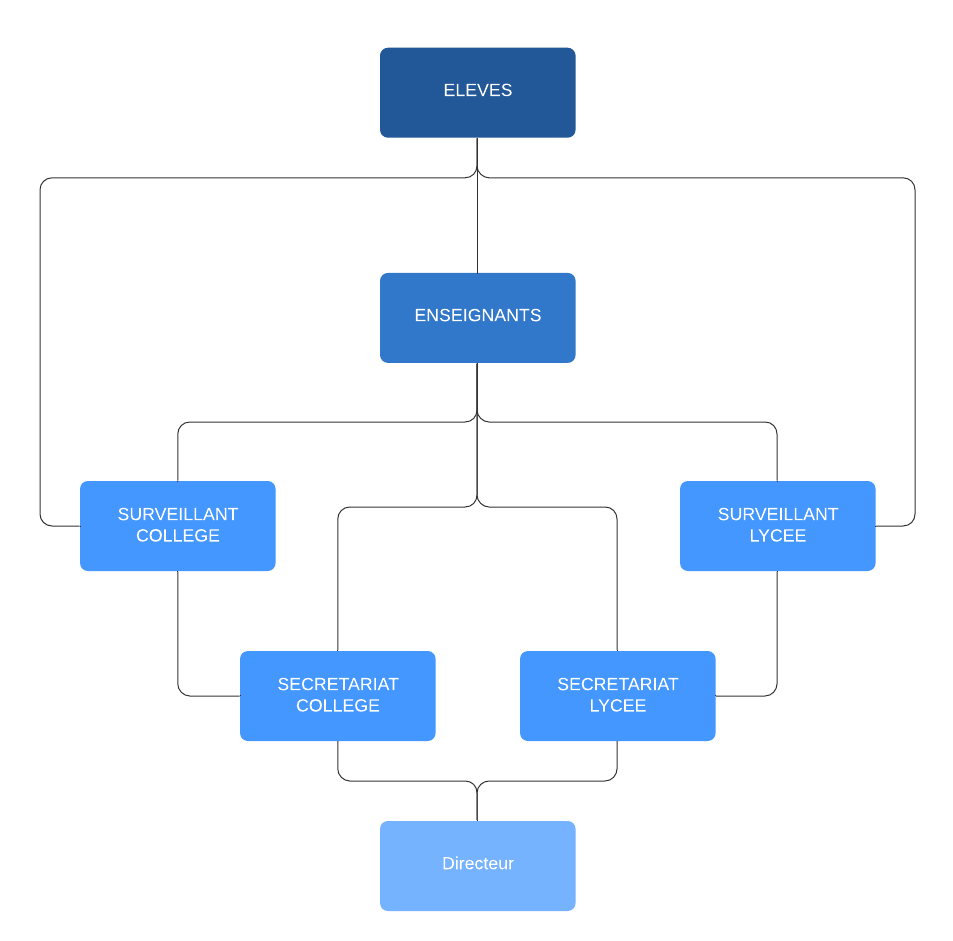 ELEVES
ENSEIGNANTS
SURVEILLANT
COLLEGE
SURVEILLANT
LYCEE
SECRETARIAT
COLLEGE
SECRETARIAT
LYCEE
Directeur